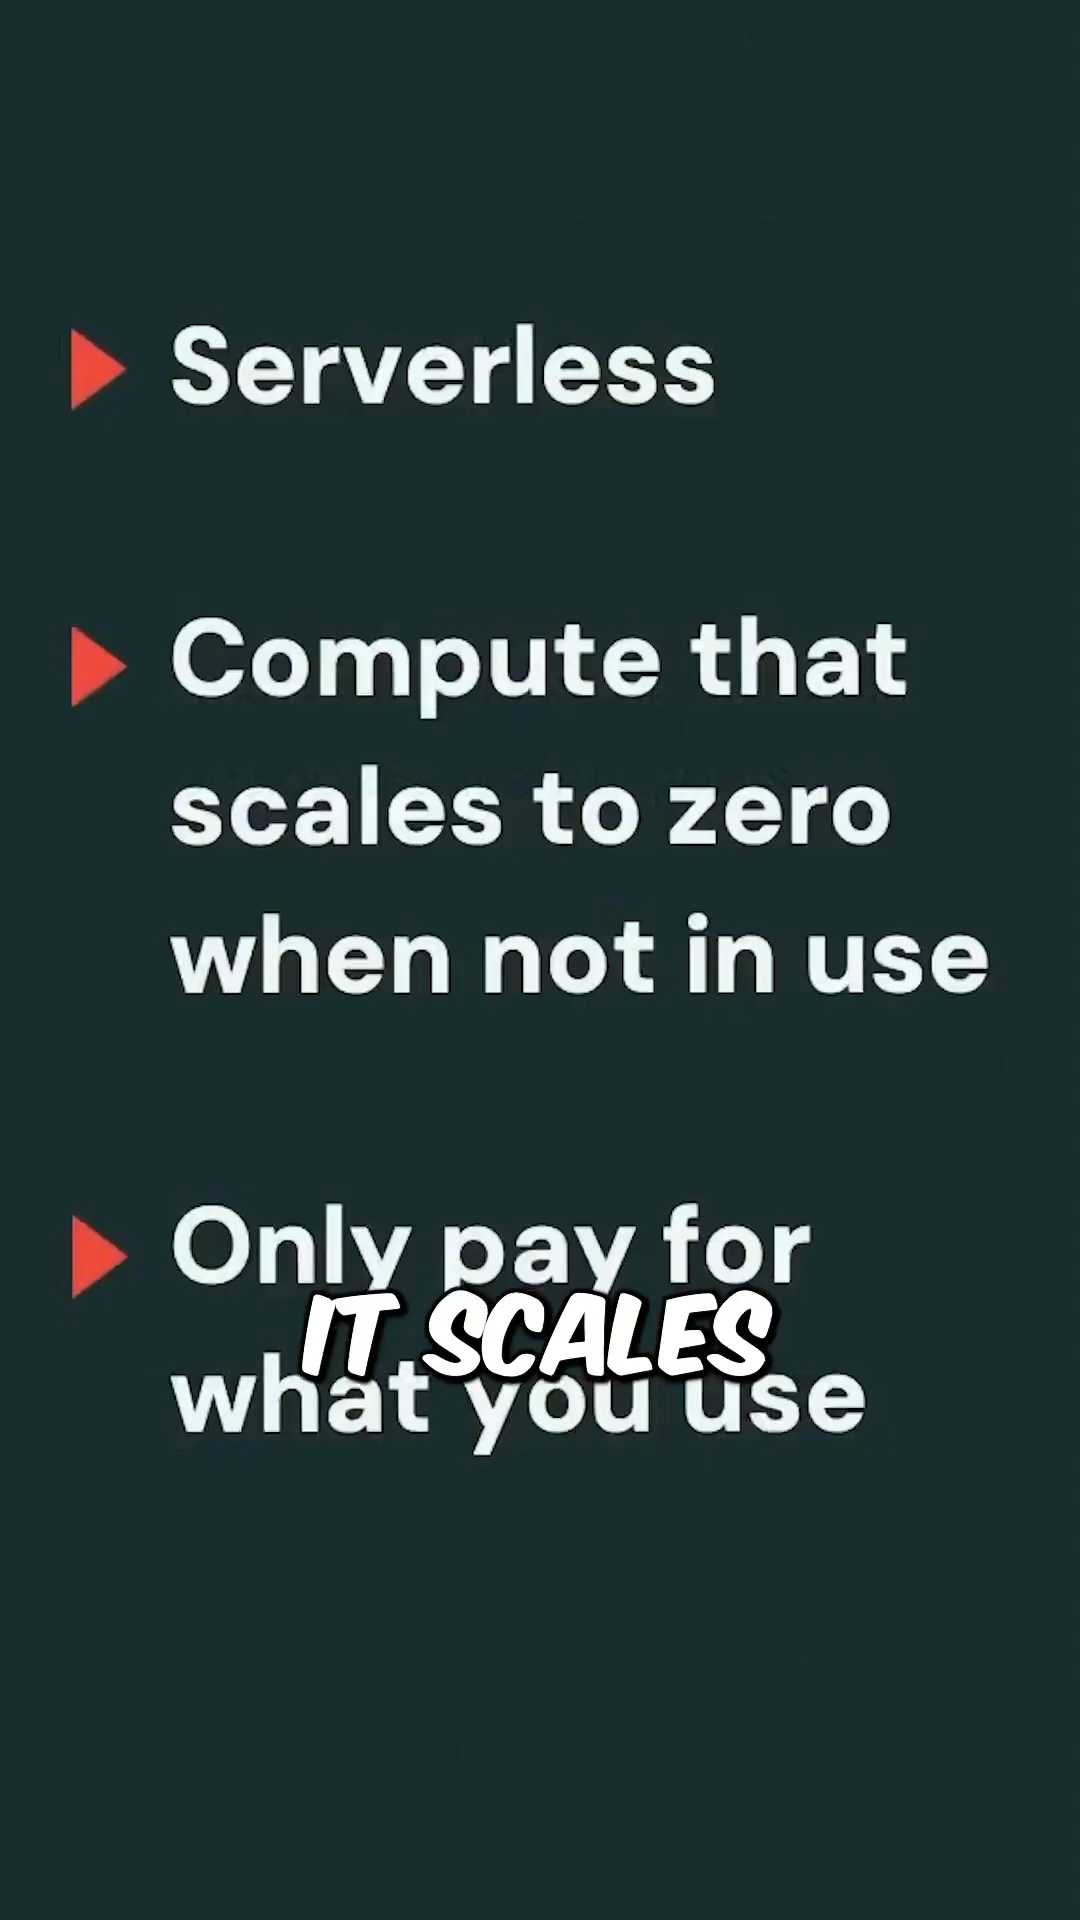 Serverless
Compute that
scales to zero
when not in use
Only pay for
IT SCALES
what you use